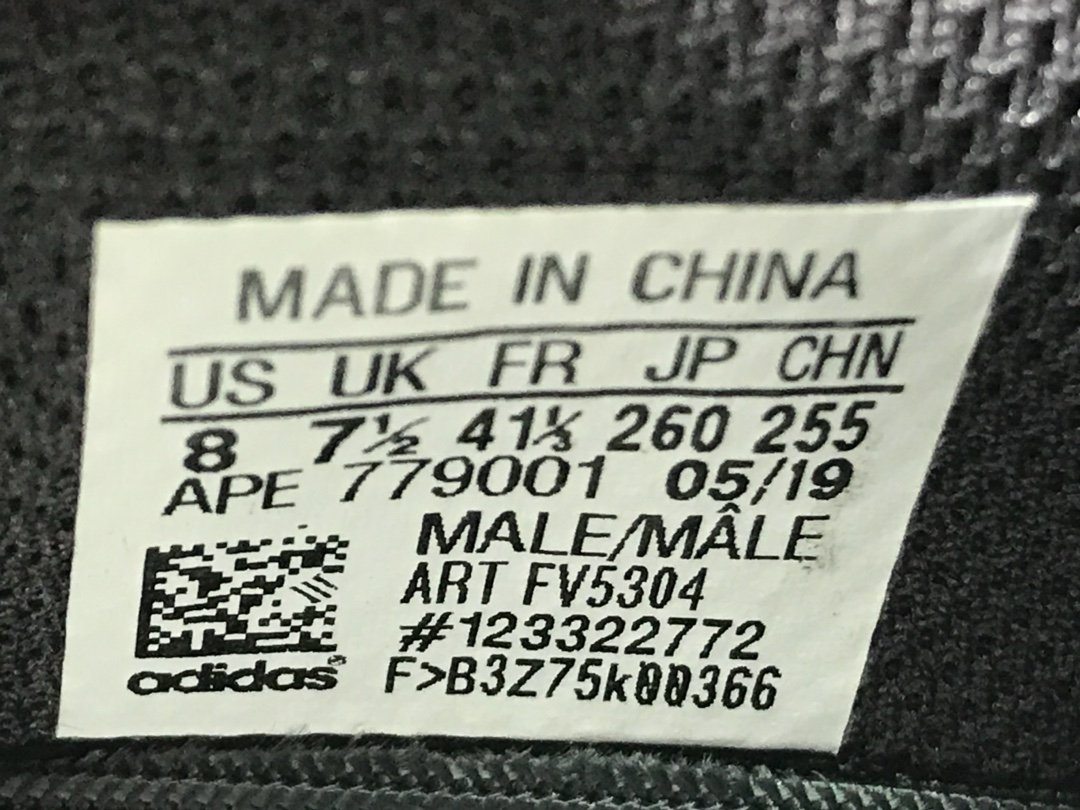 MADE IN CHINA
US UK FR JP CHN
8 7½ 41⅓ 260 255
APE 779001 05/19
MALE/MÂLE
ART FV5304
#123322772
F>B3Z75k00366
adidas